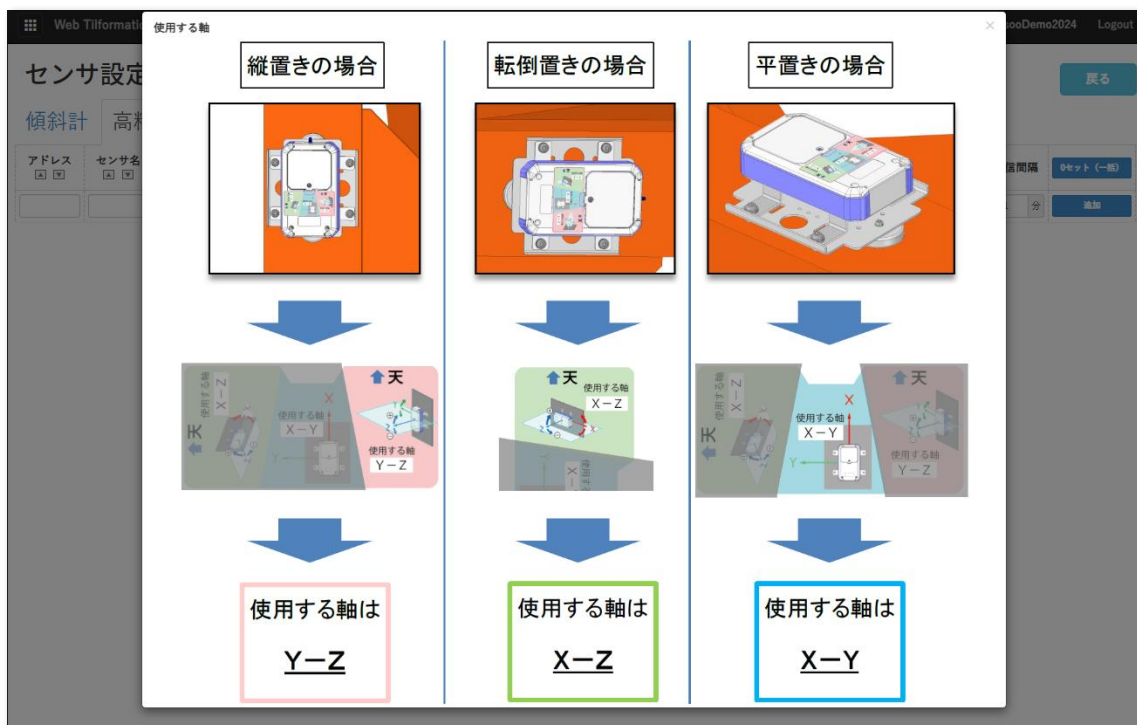 Web TIlformati
使用する軸
×
sooDemo2024
Logout
センサ設定
戻る
傾斜計
高精
アドレス
センサ名
信間隔
0セット（一括）
分
追加
縦置きの場合
転倒置きの場合
平置きの場合
使用する軸
X－Z
天
使用する軸
X－Y
X
Y
天
使用する軸
Y－Z
天
使用する軸
X－Z
使用する軸
X－Z
天
使用する軸
X－Y
X
Y
天
使用する軸
Y－Z
使用する軸は
Y－Z
使用する軸は
X－Z
使用する軸は
X－Y